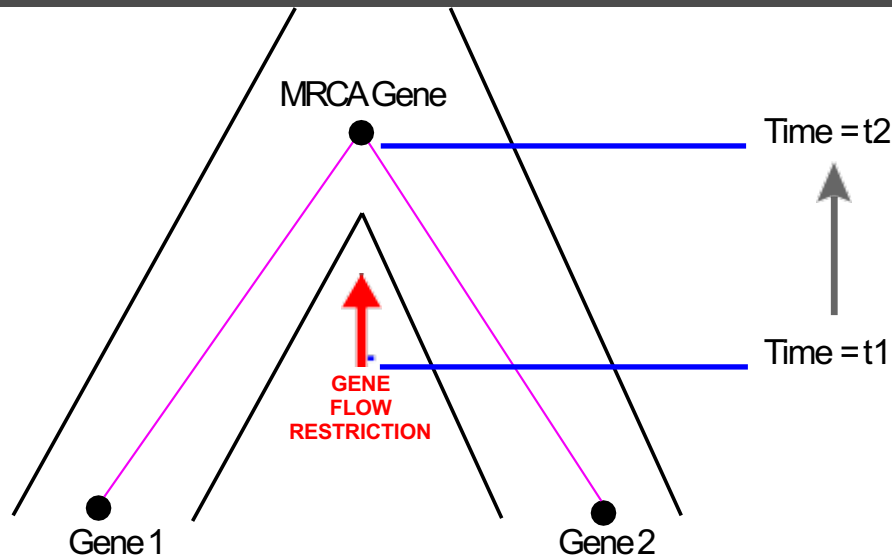 MRCA Gene
Time = t2
Time = t1
GENE
FLOW
RESTRICTION
Gene 1
Gene 2